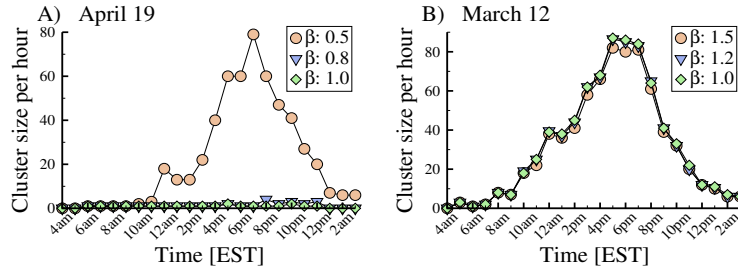 A) April 19
Cluster size per hour
80
60
40
20
0
β: 0.5
β: 0.8
β: 1.0
4am 6am 8am 10am 12am 2pm 4pm 6pm 8pm 10pm 12pm 2am
Time [EST]
B) March 12
Cluster size per hour
80
60
40
20
0
β: 1.5
β: 1.2
β: 1.0
4am 6am 8am 10am 12am 2pm 4pm 6pm 8pm 10pm 12pm 2am
Time [EST]